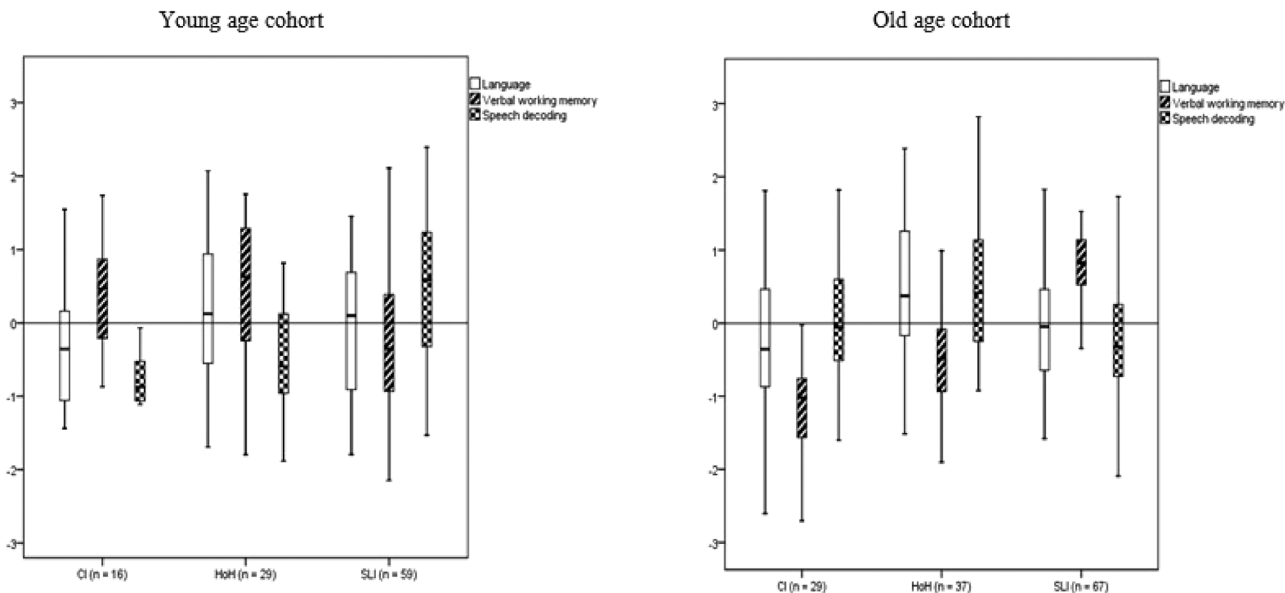 Young age cohort
Language
Verbal working memory
Speech decoding
3
2
1
0
-1
-2
-3
CI (n = 16) HoH (n = 29) SLI (n = 59)
Old age cohort
Language
Verbal working memory
Speech decoding
3
2
1
0
-1
-2
-3
CI (n = 29) HoH (n = 37) SLI (n = 67)